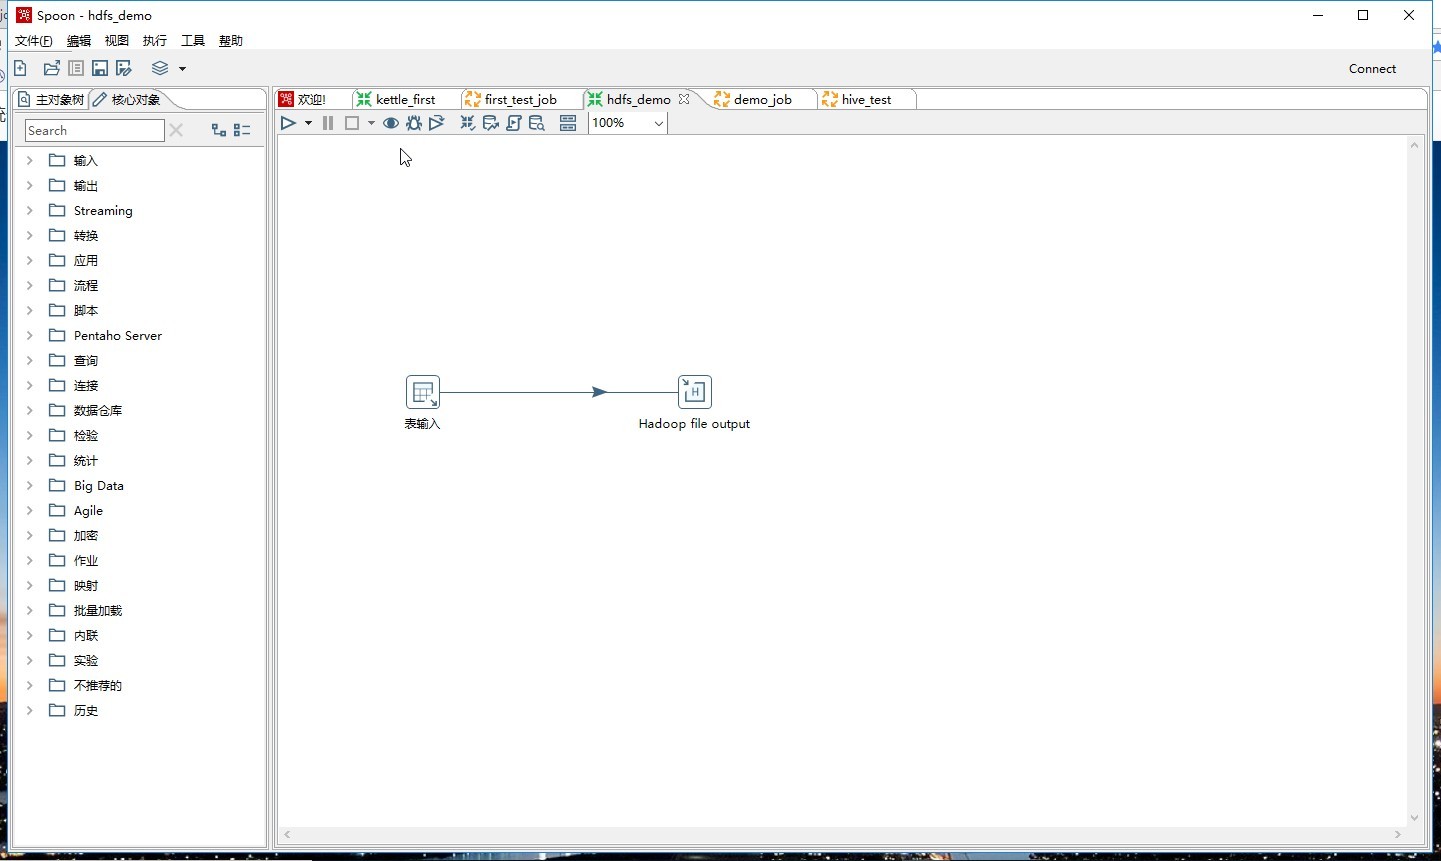 Spoon - hdfs_demo
文件(F) 编辑 视图 执行 工具 帮助
Connect
主对象树 核心对象
欢迎! kettle_first first_test_job hdfs_demo demo_job hive_test
Search
100%
输入
输出
Streaming
转换
应用
流程
脚本
Pentaho Server
查询
连接
数据仓库
检验
统计
Big Data
Agile
加密
作业
映射
批量加载
内联
实验
不推荐的
历史
表输入
Hadoop file output
H